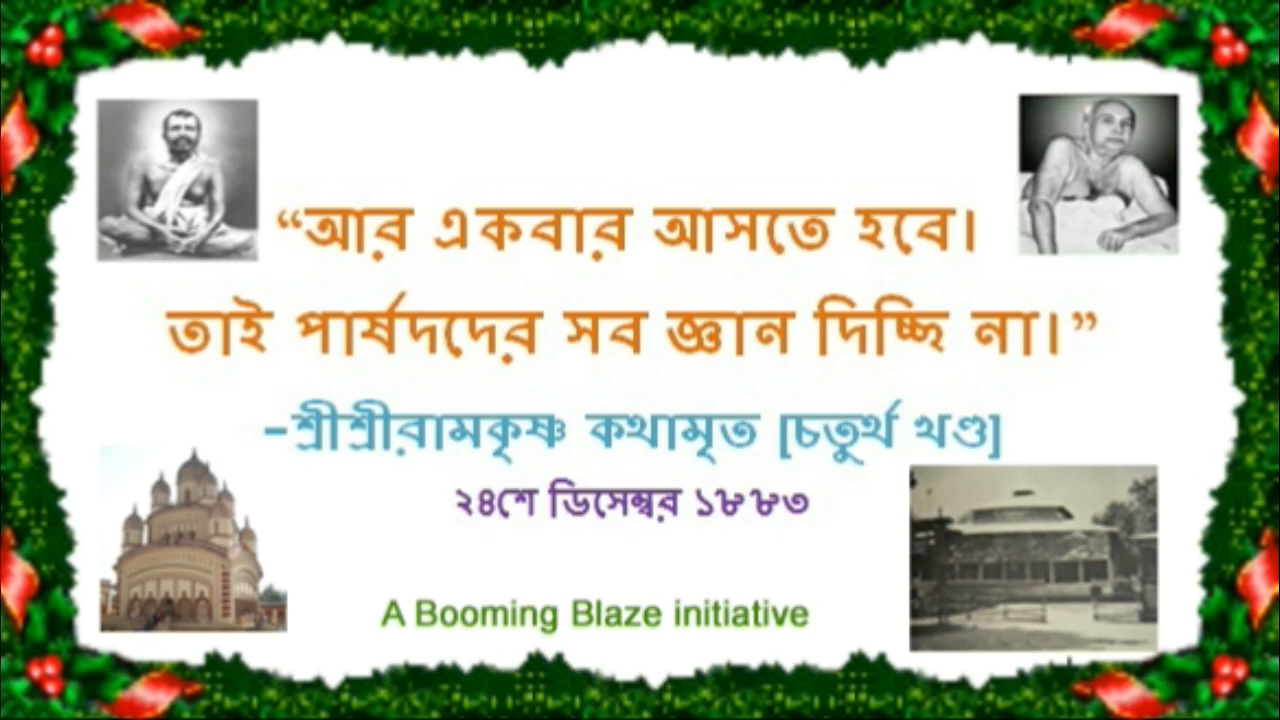 “আর একবার আসতে হবে।
তাই পার্ষদদের সব জ্ঞান দিচ্ছি না।”
-শ্রীশ্রীরামকৃষ্ণ কথামৃত [চতুর্থ খণ্ড]
২৪শে ডিসেম্বর ১৮৮৩
A Booming Blaze initiative